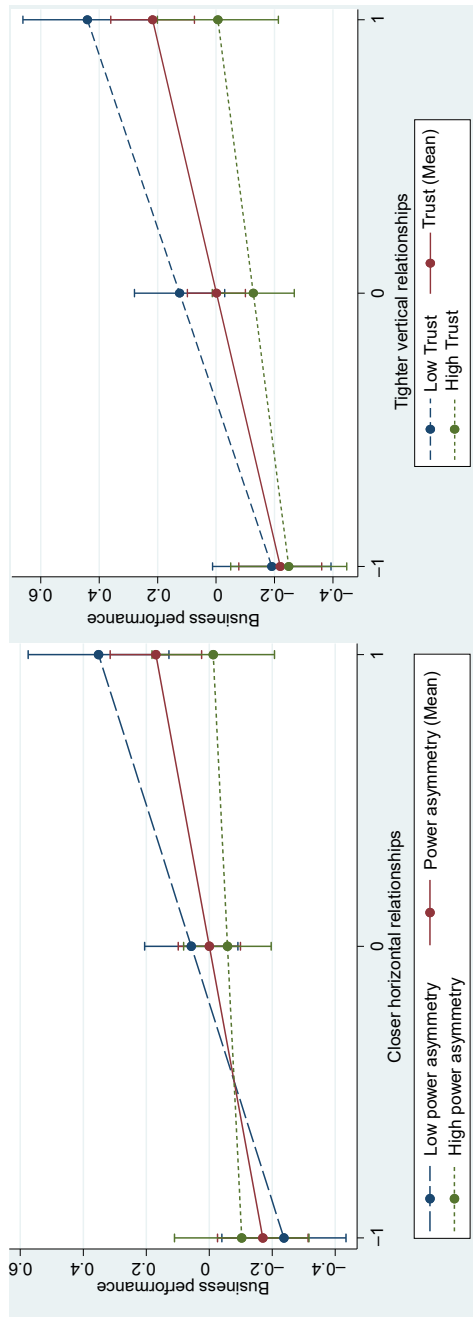 Business performance
0.6
0.4
0.2
0
−0.2
−0.4
−1
0
1
Closer horizontal relationships
Low power asymmetry
Power asymmetry (Mean)
High power asymmetry
Business performance
0.6
0.4
0.2
0
−0.2
−0.4
−1
0
1
Tighter vertical relationships
Low Trust
Trust (Mean)
High Trust